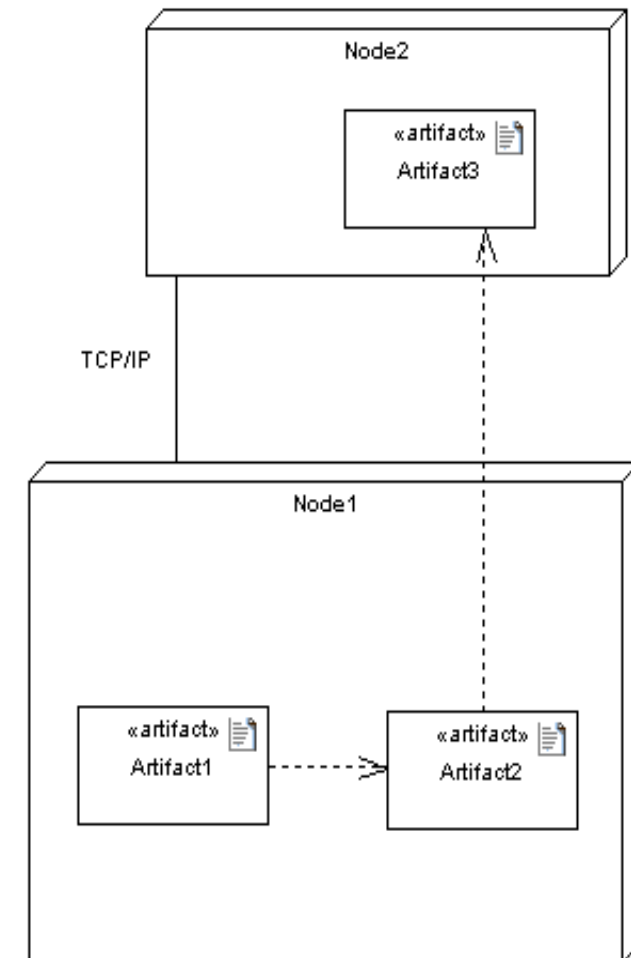 Node2
«artifact»
Artifact3
TCP/IP
Node1
«artifact»
Artifact1
«artifact»
Artifact2